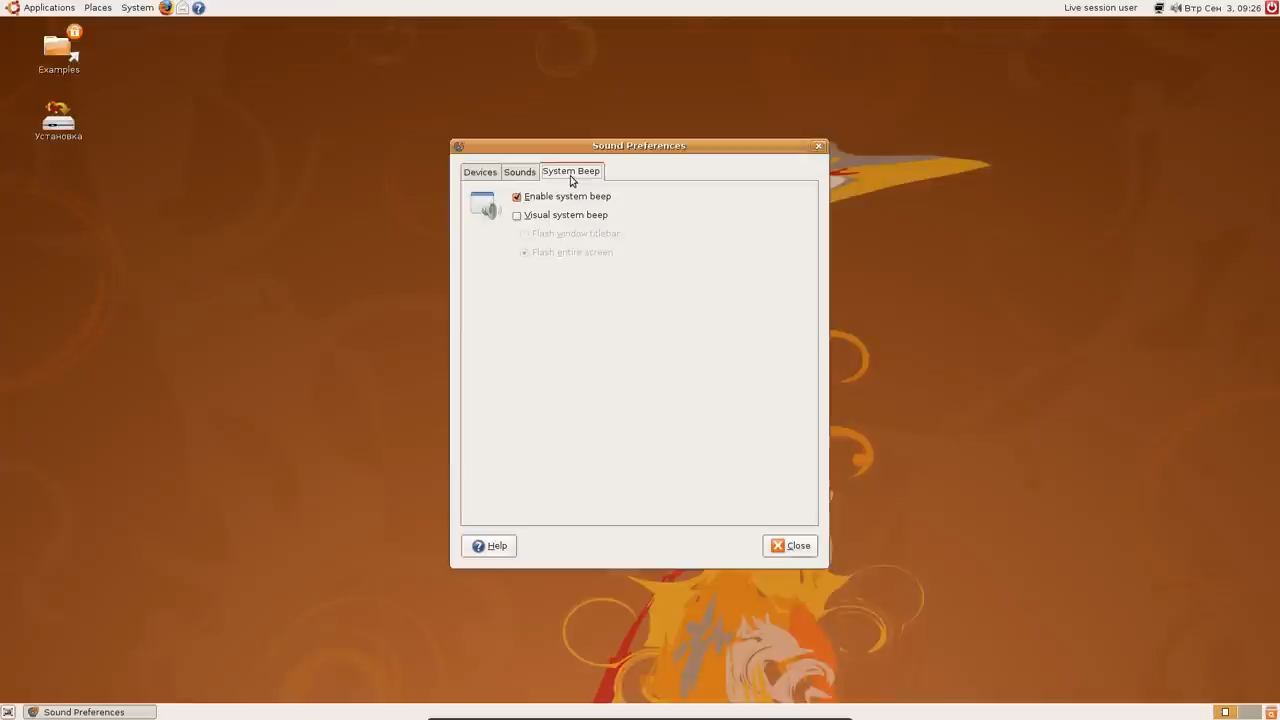 Applications Places System Live session user Втр Сен 3, 09:26
Examples
Установка
Sound Preferences
Devices Sounds System Beep
Enable system beep
Visual system beep
Flash window titlebar
Flash entire screen
Help Close
Sound Preferences